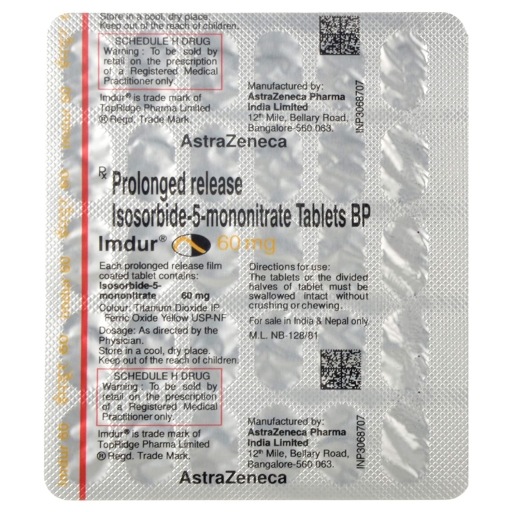 Store in a cool, dry place.
Keep out of the reach of children.
SCHEDULE H DRUG
Warning : To be sold by
retail on the prescription
of a Registered Medical
Practitioner only.
Imdur® is trade mark of
TopRidge Pharma Limited
® Regd. Trade Mark.
Manufactured by:
AstraZeneca Pharma
India Limited
12th Mile, Bellary Road,
Bangalore-560 063.
INP3068707
AstraZeneca
Rx Prolonged release
Isosorbide-5-mononitrate Tablets BP
Imdur® 60 mg
Each prolonged release film
coated tablet contains:
Isosorbide-5-
mononitrate 60 mg
Colour: Titanium Dioxide IP
Ferric Oxide Yellow USP-NF
Dosage: As directed by the
Physician.
Store in a cool, dry place.
Keep out of the reach of children.
Directions for use:
The tablets or the divided
halves of tablet must be
swallowed intact without
crushing or chewing.
For sale in India & Nepal only.
M.L. NB-128/81
SCHEDULE H DRUG
Warning : To be sold by
retail on the prescription
of a Registered Medical
Practitioner only.
Imdur® is trade mark of
TopRidge Pharma Limited
® Regd. Trade Mark.
Manufactured by:
AstraZeneca Pharma
India Limited
12th Mile, Bellary Road,
Bangalore-560 063.
INP3068707
AstraZeneca
Imdur 60